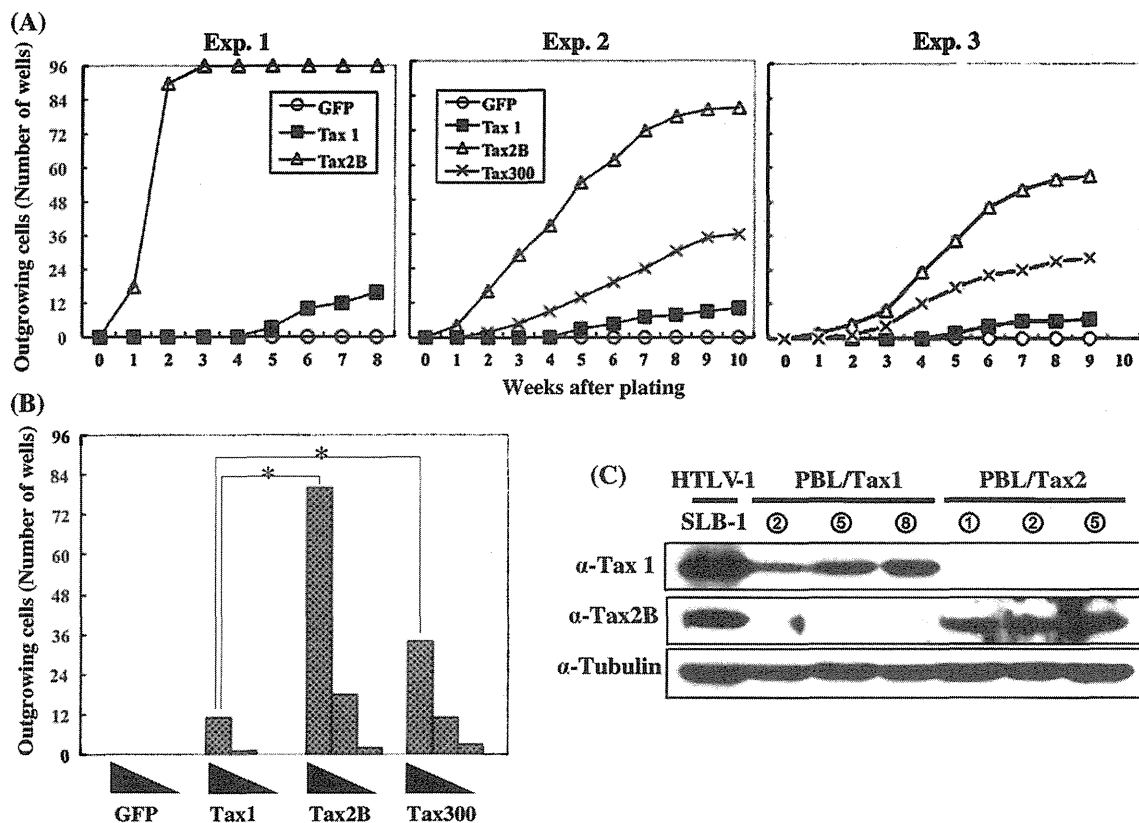 (A)
Exp. 1
Exp. 2
Exp. 3
Outgrowing cells (Number of wells)
96
84
72
60
48
36
24
12
0
GFP
Tax 1
Tax2B
GFP
Tax 1
Tax2B
Tax300
0 1 2 3 4 5 6 7 8
0 1 2 3 4 5 6 7 8 9 10
0 1 2 3 4 5 6 7 8 9 10
Weeks after plating
(B)
Outgrowing cells (Number of wells)
96
84
72
60
48
36
24
12
0
*
*
GFP Tax1 Tax2B Tax300
(C)
HTLV-1 PBL/Tax1 PBL/Tax2
SLB-1 ② ⑤ ⑧ ① ② ⑤
α-Tax 1
α-Tax2B
α-Tubulin